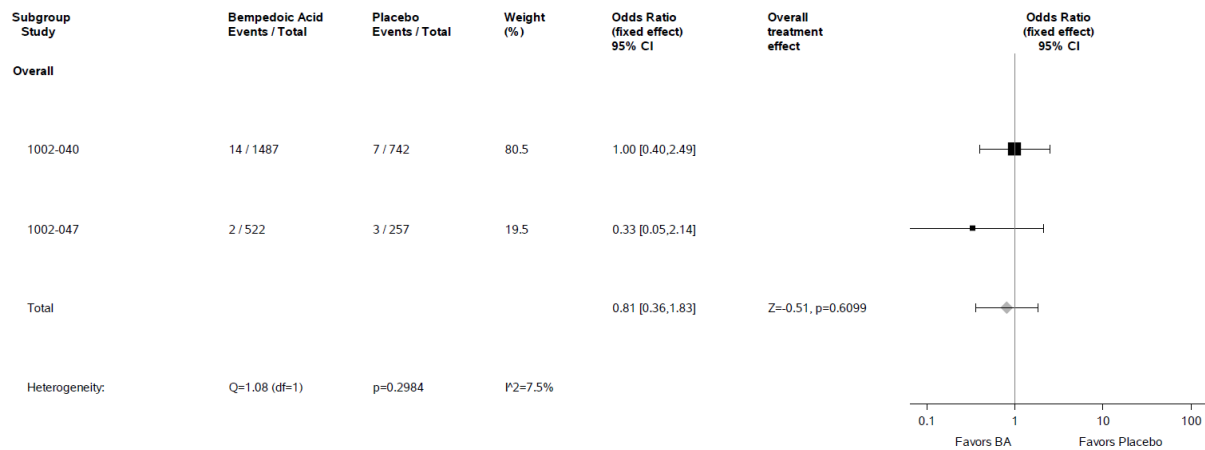 Subgroup Bempedoic Acid Placebo Weight Odds Ratio Overall Odds Ratio
Study Events / Total Events / Total (%) (fixed effect) treatment (fixed effect)
95% CI effect 95% CI
Overall
1002-040 14 / 1487 7 / 742 80.5 1.00 [0.40,2.49]
1002-047 2 / 522 3 / 257 19.5 0.33 [0.05,2.14]
Total 0.81 [0.36,1.83] Z=-0.51, p=0.6099
Heterogeneity: Q=1.08 (df=1) p=0.2984 I^2=7.5%
0.1 1 10 100
Favors BA Favors Placebo